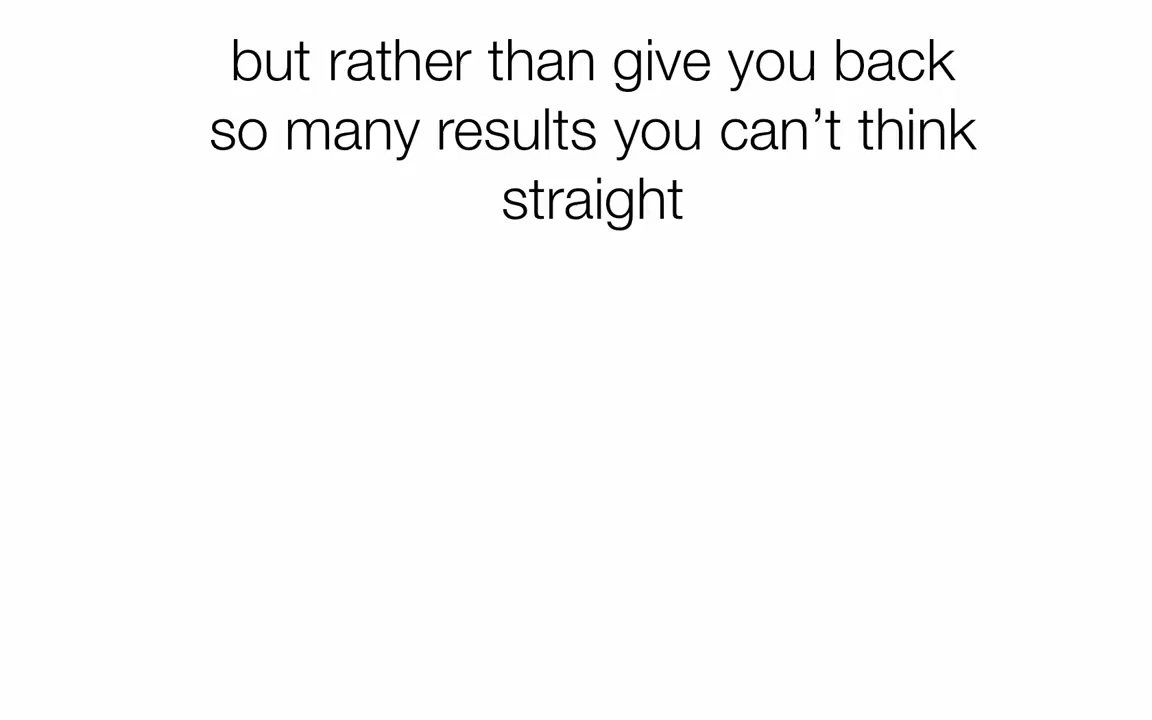 but rather than give you back
so many results you can’t think
straight